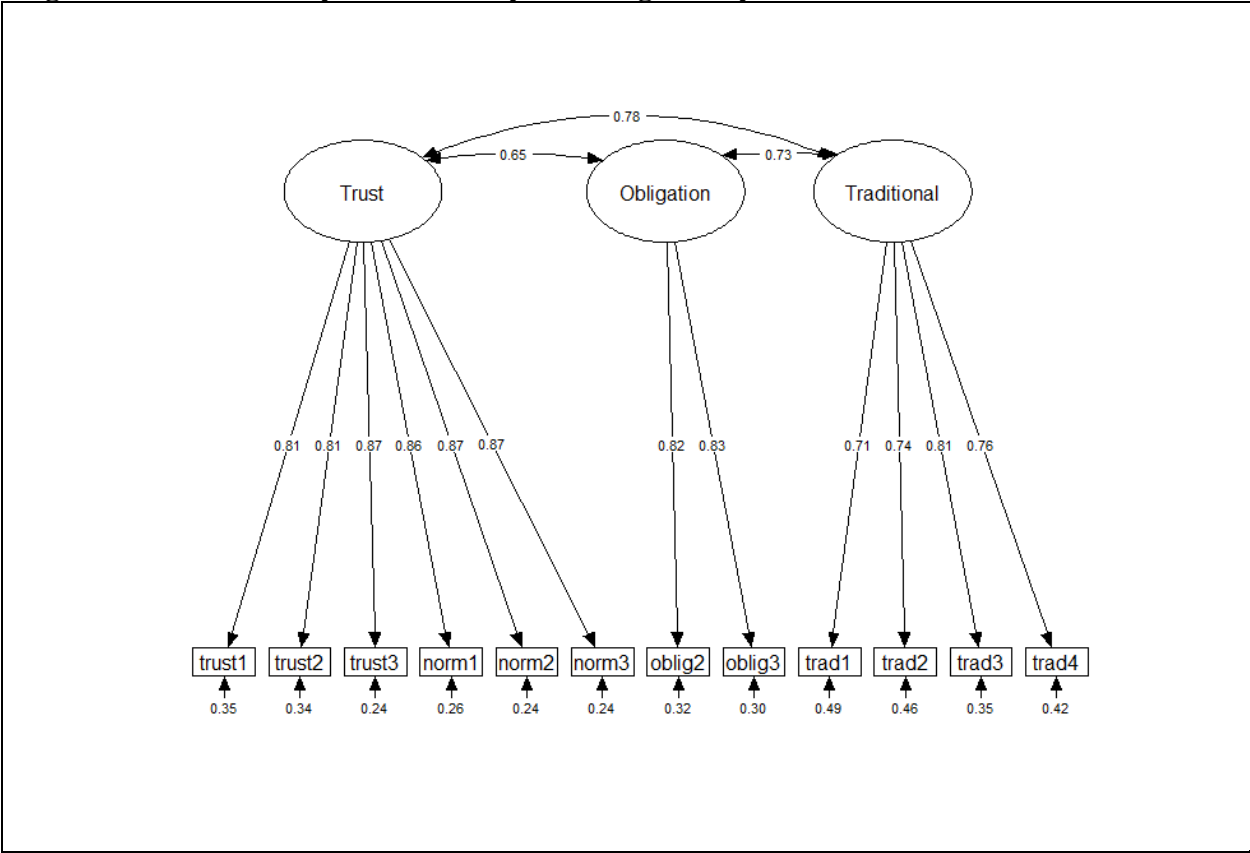 0.78
0.65
0.73
Trust
Obligation
Traditional
0.81 0.81 0.87 0.86 0.87 0.87 0.82 0.83 0.71 0.74 0.81 0.76
trust1 trust2 trust3 norm1 norm2 norm3 oblig2 oblig3 trad1 trad2 trad3 trad4
0.35 0.34 0.24 0.26 0.24 0.24 0.32 0.30 0.49 0.46 0.35 0.42